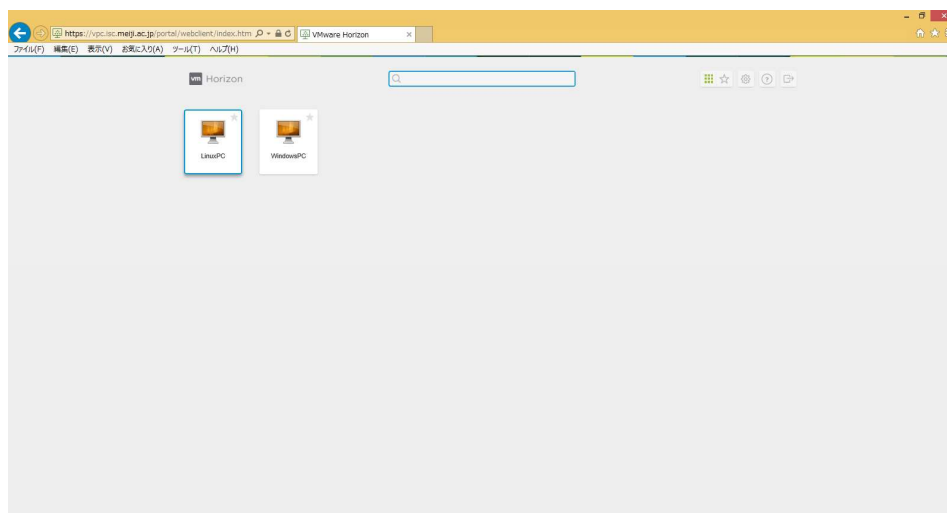 https://vpc.isc.meiji.ac.jp/portal/webclient/index.htm
VMware Horizon
ファイル(F) 編集(E) 表示(V) お気に入り(A) ツール(T) ヘルプ(H)
vm Horizon
LinuxPC
WindowsPC